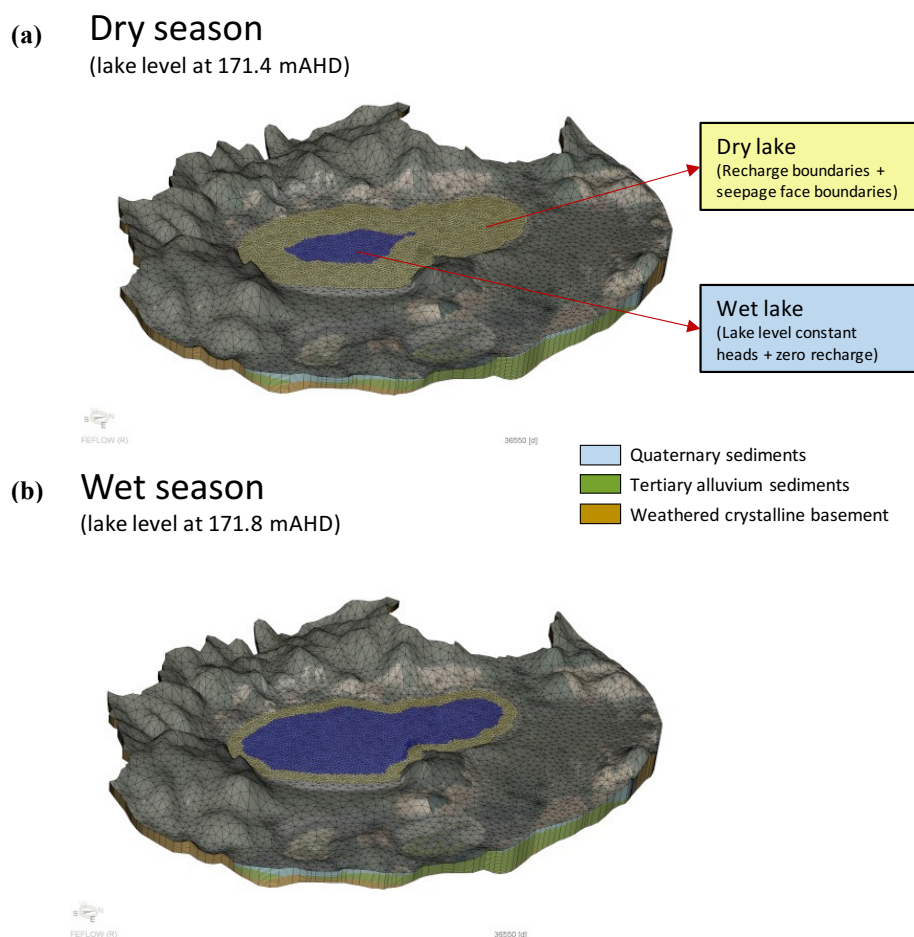 (a) Dry season
(lake level at 171.4 mAHD)
Dry lake
(Recharge boundaries +
seepage face boundaries)
Wet lake
(Lake level constant
heads + zero recharge)
S N
E
FEFLOW (R)
36550 [d]
Quaternary sediments
(b) Wet season
Tertiary alluvium sediments
(lake level at 171.8 mAHD)
Weathered crystalline basement
S N
E
FEFLOW (R)
36550 [d]